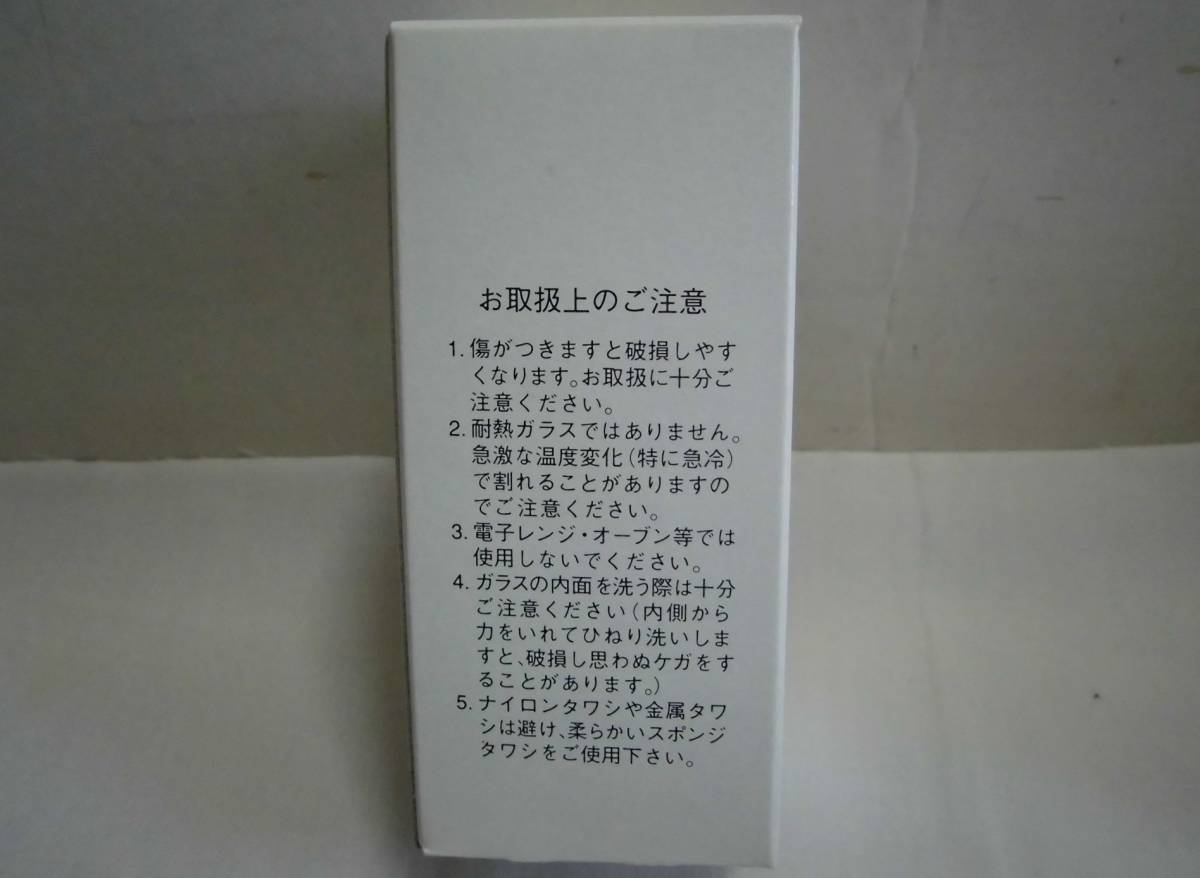 お取扱上のご注意
1. 傷がつきますと破損しやす
くなります。お取扱に十分ご
注意ください。
2. 耐熱ガラスではありません。
急激な温度変化(特に急冷)
で割れることがありますの
でご注意ください。
3. 電子レンジ・オーブン等では
使用しないでください。
4. ガラスの内面を洗う際は十分
ご注意ください(内側から
力をいれてひねり洗いしま
すと、破損し思わぬケガをす
ることがあります。)
5. ナイロンタワシや金属タワ
シは避け、柔らかいスポンジ
タワシをご使用下さい。